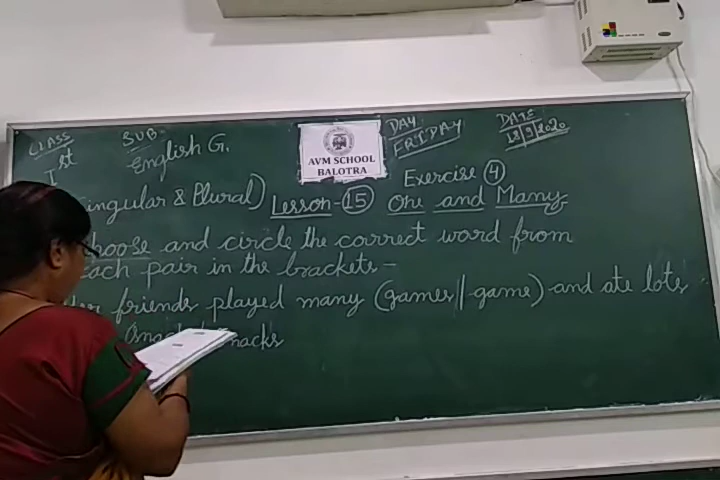 CLASS
Ist
SUB
English G.
AVM SCHOOL
BALOTRA
DAY
FRIDAY
DATE
18/9/2020
Exercise 4
Singular & Plural) Lesson-15 One and Many
choose and circle the correct word from
each pair in the brackets-
friends played many (games||game) and ate lots
snacks